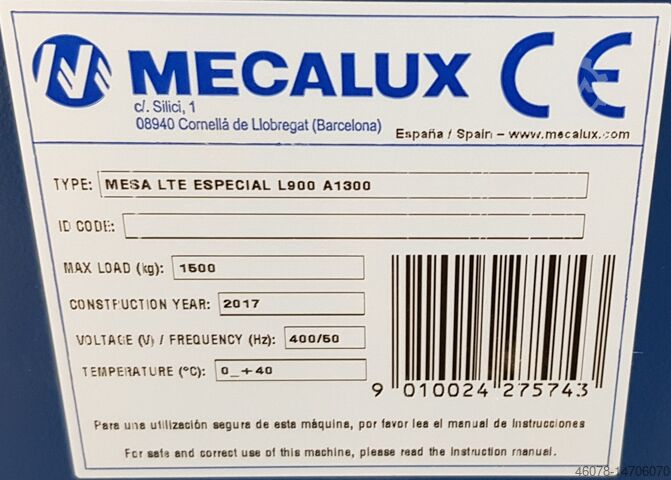 MECALUX CE
c/. Silici, 1
08940 Cornellá de Llobregat (Barcelona)
España / Spain – www.mecalux.com
TYPE: MESA LTE ESPECIAL L900 A1300
ID CODE:
MAX LOAD (kg): 1500
CONSTRUCTION YEAR: 2017
VOLTAGE (V) / FREQUENCY (Hz): 400/50
TEMPERATURE (ºC): 0_+40
9 010024 275743
Para una utilización segura de esta máquina, por favor lea el manual de Instrucciones
For safe and correct use of this machine, please read the Instruction manual.
46078-14706070